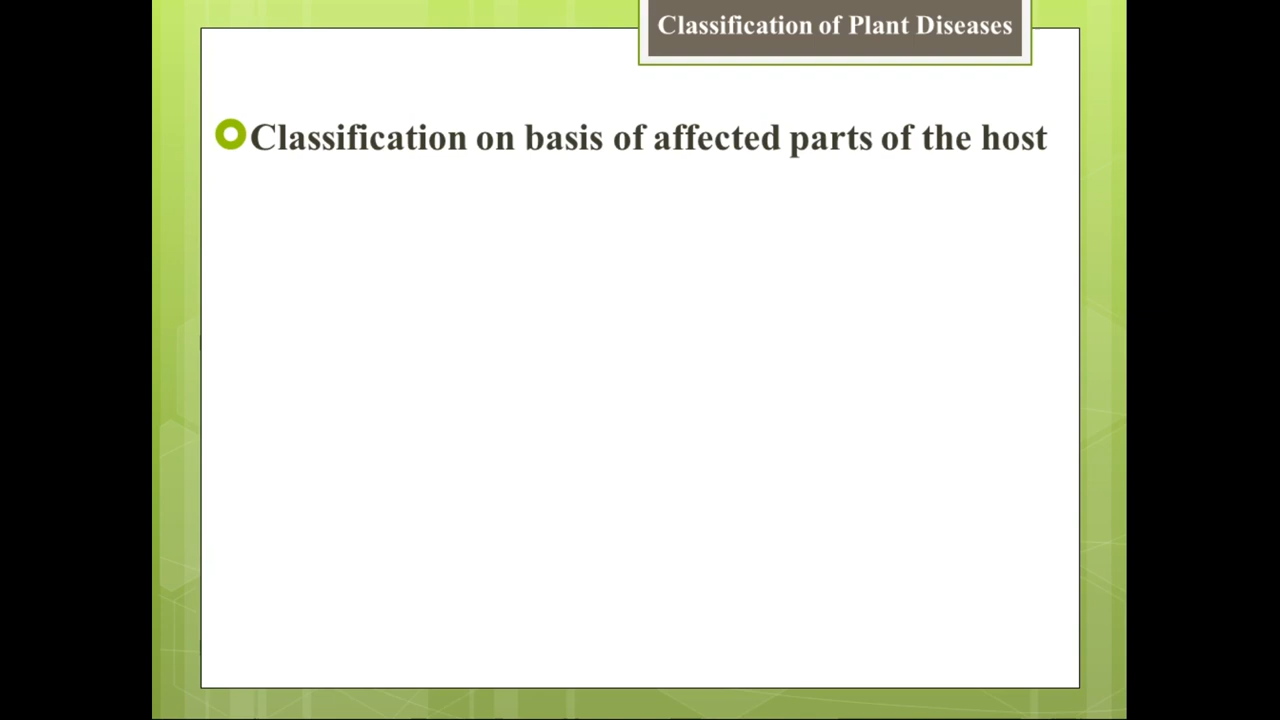 Classification of Plant Diseases
Classification on basis of affected parts of the host